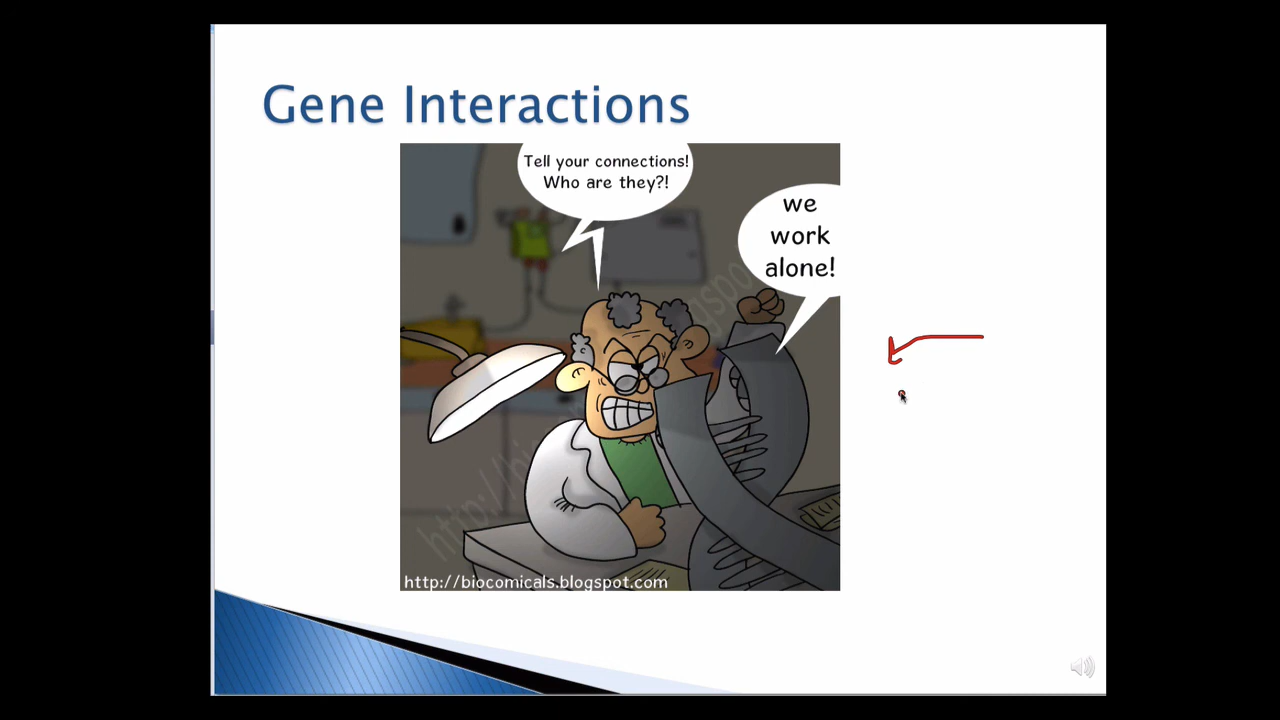 Gene Interactions
Tell your connections!
Who are they?!
we
work
alone!
http://biocomicals.blogspot.com